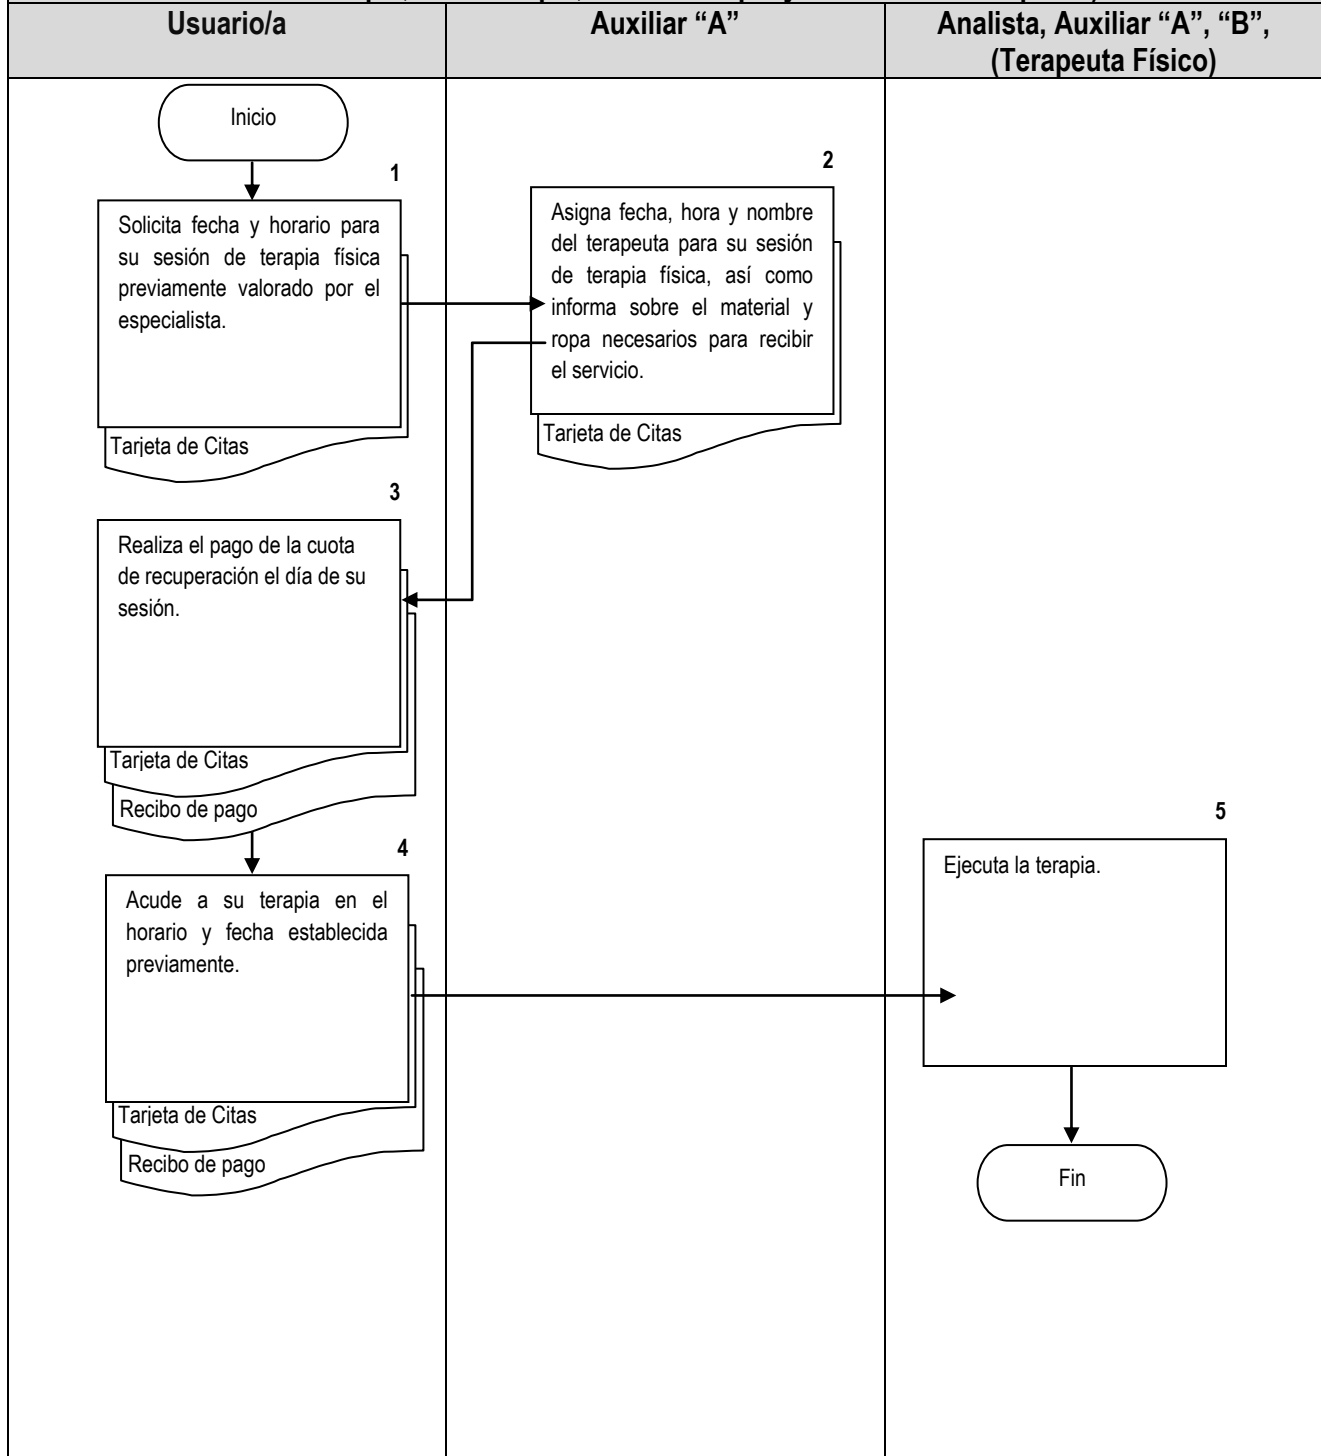 Usuario/a
Auxiliar “A”
Analista, Auxiliar “A”, “B”,
(Terapeuta Físico)
Inicio
1
Solicita fecha y horario para
su sesión de terapia física
previamente valorado por el
especialista.
Tarjeta de Citas
2
Asigna fecha, hora y nombre
del terapeuta para su sesión
de terapia física, así como
informa sobre el material y
ropa necesarios para recibir
el servicio.
Tarjeta de Citas
3
Realiza el pago de la cuota
de recuperación el día de su
sesión.
Tarjeta de Citas
Recibo de pago
4
Acude a su terapia en el
horario y fecha establecida
previamente.
Tarjeta de Citas
Recibo de pago
5
Ejecuta la terapia.
Fin